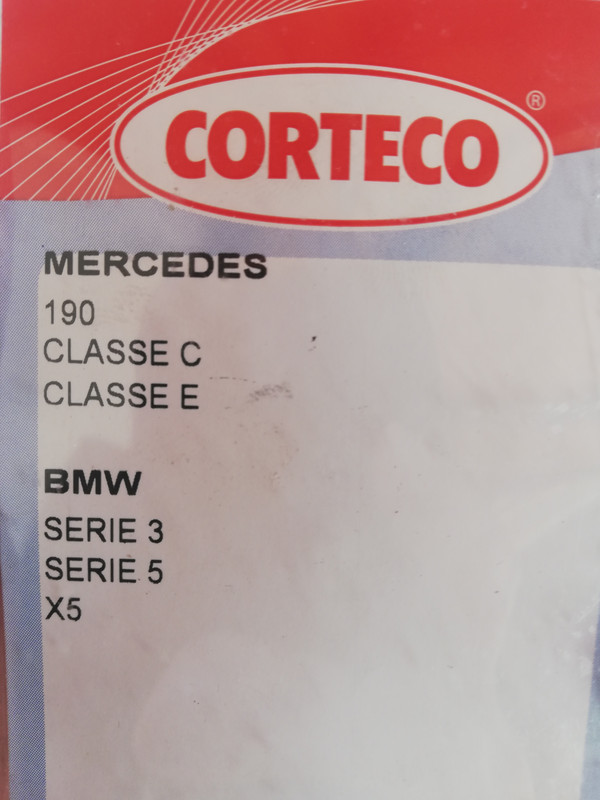 CORTECO®
MERCEDES
190
CLASSE C
CLASSE E
BMW
SERIE 3
SERIE 5
X5